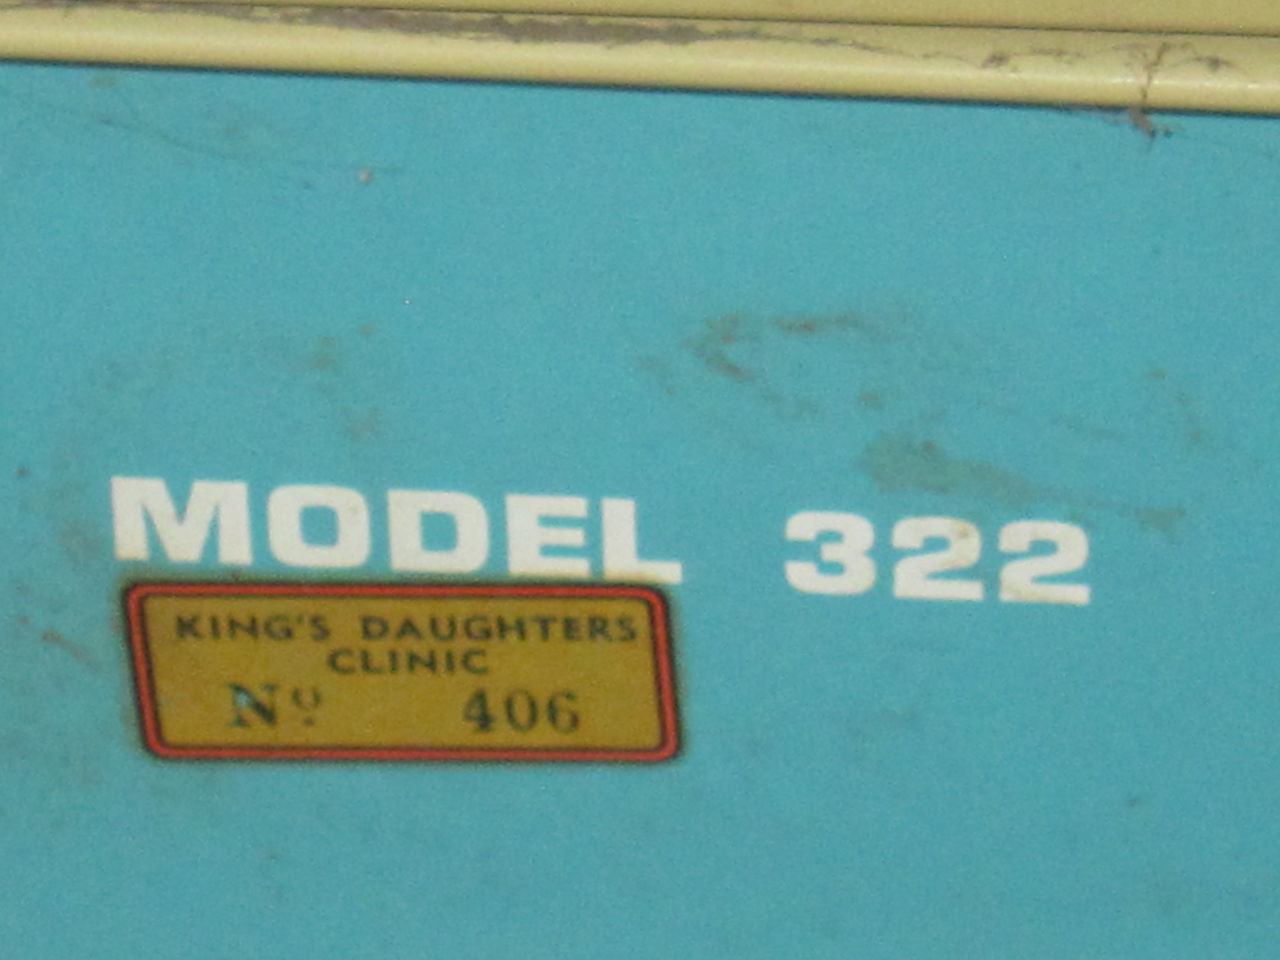 MODEL 322
KING'S DAUGHTERS
CLINIC
Nº 406